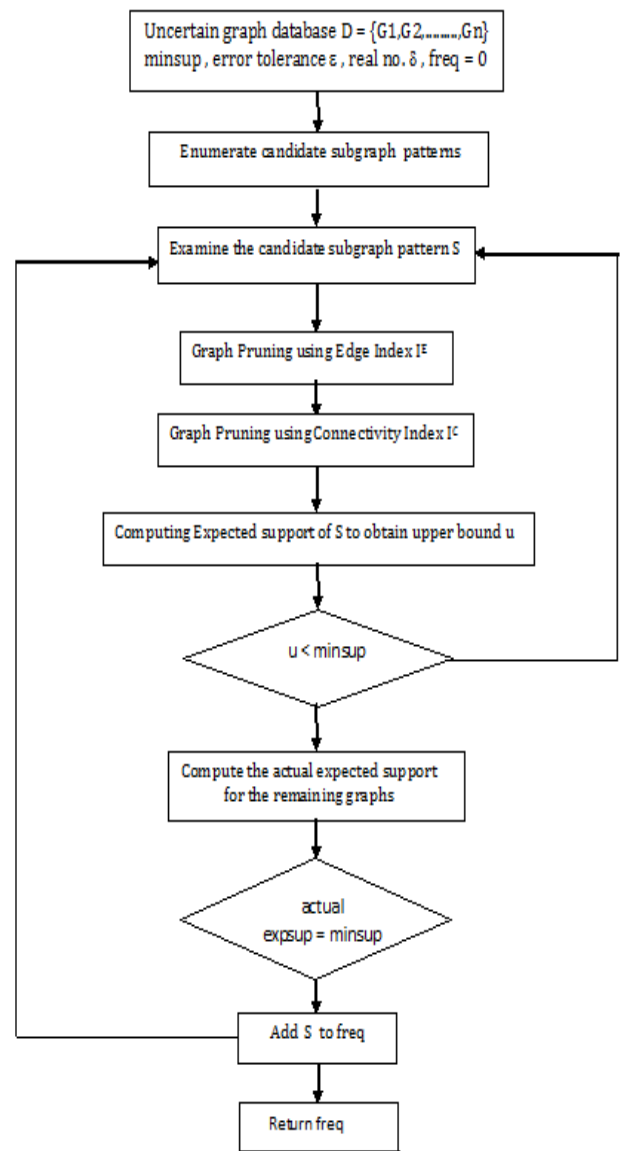 Uncertain graph database D = {G1,G2,.........,Gn}
minsup , error tolerance ε , real no. δ , freq = 0
Enumerate candidate subgraph patterns
Examine the candidate subgraph pattern S
Graph Pruning using Edge Index Iᴱ
Graph Pruning using Connectivity Index Iᶜ
Computing Expected support of S to obtain upper bound u
u < minsup
Compute the actual expected support
for the remaining graphs
actual
expsup = minsup
Add S to freq
Return freq